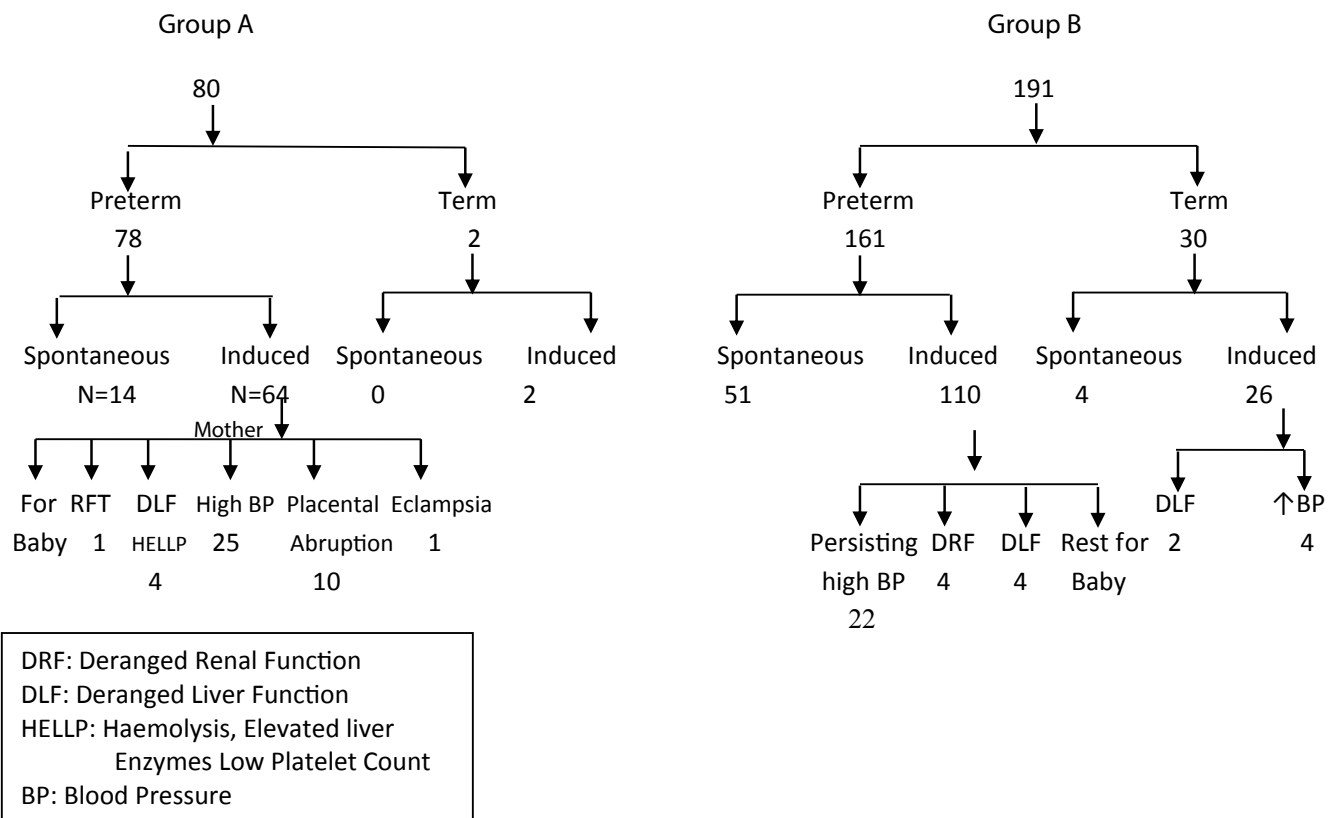 Group A Group B
80 191
Preterm Term Preterm Term
78 2 161 30
Spontaneous Induced Spontaneous Induced Spontaneous Induced Spontaneous Induced
N=14 N=64 0 2 51 110 4 26
Mother
For RFT DLF High BP Placental Eclampsia DLF ↑BP
Baby 1 HELLP 25 Abruption 1 Persisting DRF DLF Rest for 2 4
4 10 high BP 4 4 Baby
22
DRF: Deranged Renal Function
DLF: Deranged Liver Function
HELLP: Haemolysis, Elevated liver
Enzymes Low Platelet Count
BP: Blood Pressure